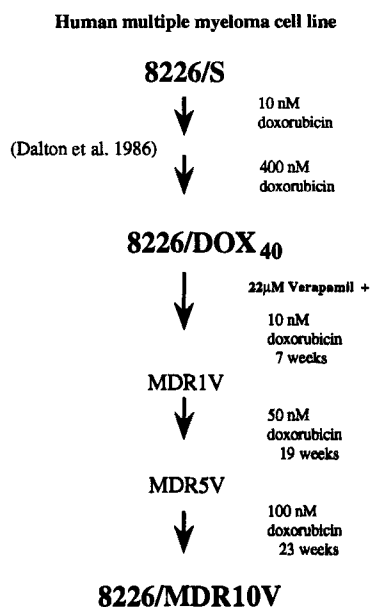 Human multiple myeloma cell line
8226/S
10 nM
doxorubicin
(Dalton et al. 1986)
400 nM
doxorubicin
8226/DOX40
22µM Verapamil +
10 nM
doxorubicin
7 weeks
MDR1V
50 nM
doxorubicin
19 weeks
MDR5V
100 nM
doxorubicin
23 weeks
8226/MDR10V